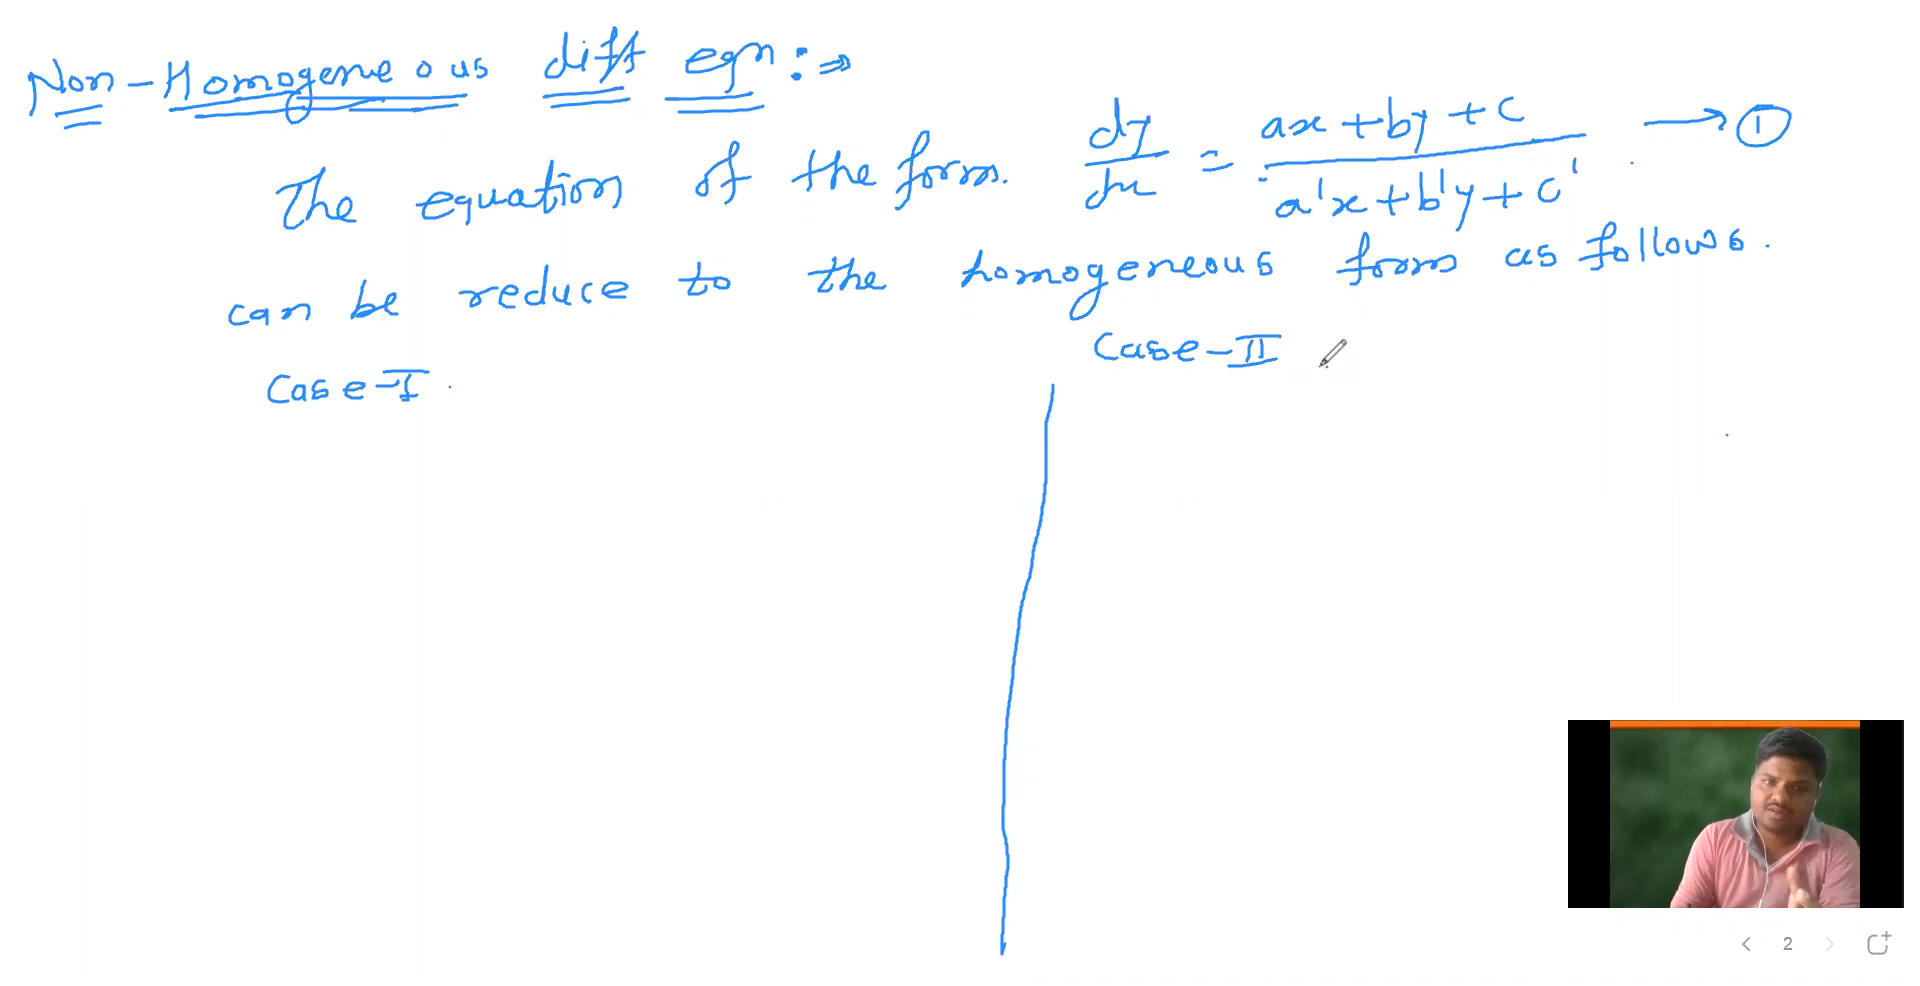 Non-Homogeneous diff eqn:⇒
The equation of the form. dy/dx = ax+by+c / a'x+b'y+c' → ①
can be reduce to the homogeneous form as follows.
Case-I.
Case-II
2